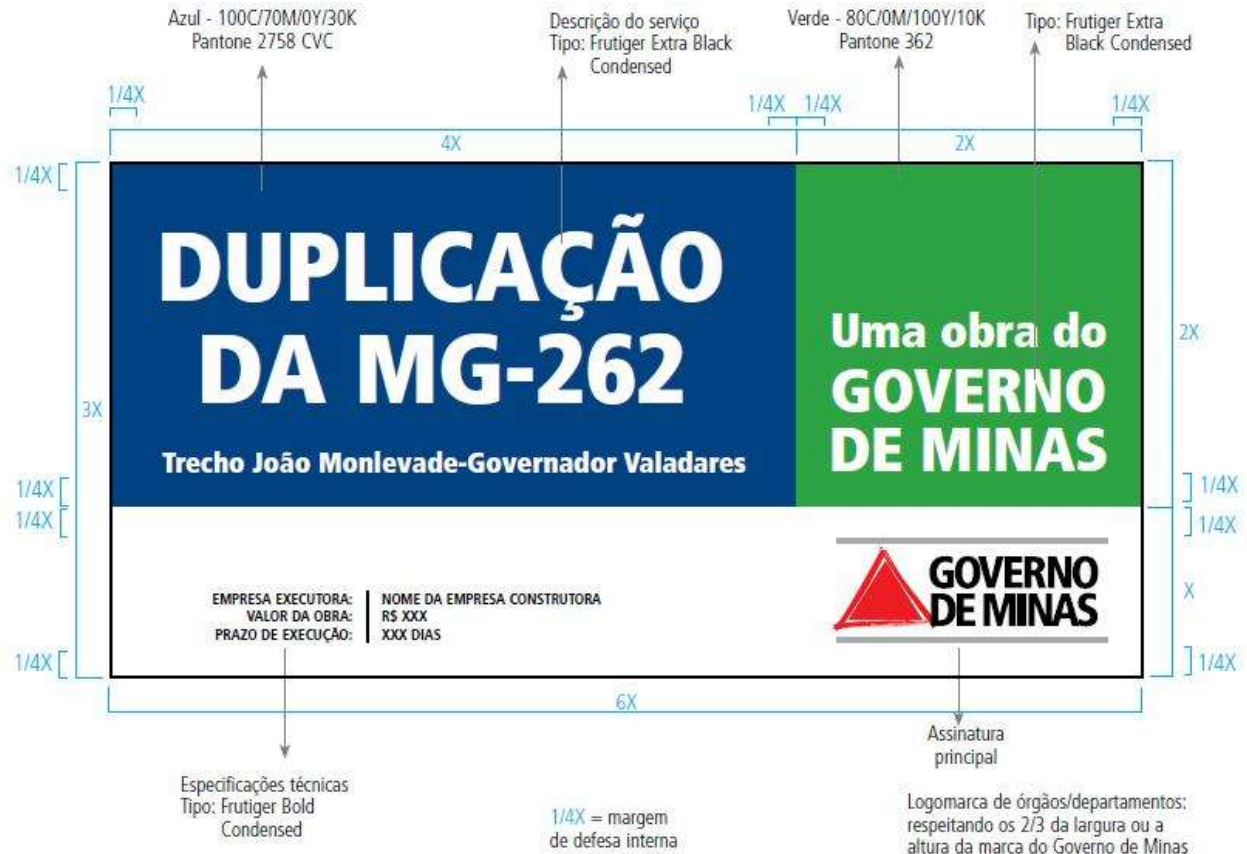 Azul - 100C/70M/0Y/30K
Pantone 2758 CVC
Descrição do serviço
Tipo: Frutiger Extra Black
Condensed
Verde - 80C/0M/100Y/10K
Pantone 362
Tipo: Frutiger Extra
Black Condensed
1/4X
1/4X 1/4X
1/4X
4X
2X
1/4X
DUPLICAÇÃO
DA MG-262
Trecho João Monlevade-Governador Valadares
Uma obra do
GOVERNO
DE MINAS
2X
3X
1/4X
1/4X
1/4X
1/4X
EMPRESA EXECUTORA: NOME DA EMPRESA CONSTRUTORA
VALOR DA OBRA: R$ XXX
PRAZO DE EXECUÇÃO: XXX DIAS
GOVERNO
DE MINAS
X
1/4X
1/4X
6X
Especificações técnicas
Tipo: Frutiger Bold
Condensed
1/4X = margem
de defesa interna
Assinatura
principal
Logomarca de órgãos/departamentos:
respeitando os 2/3 da largura ou a
altura da marca do Governo de Minas